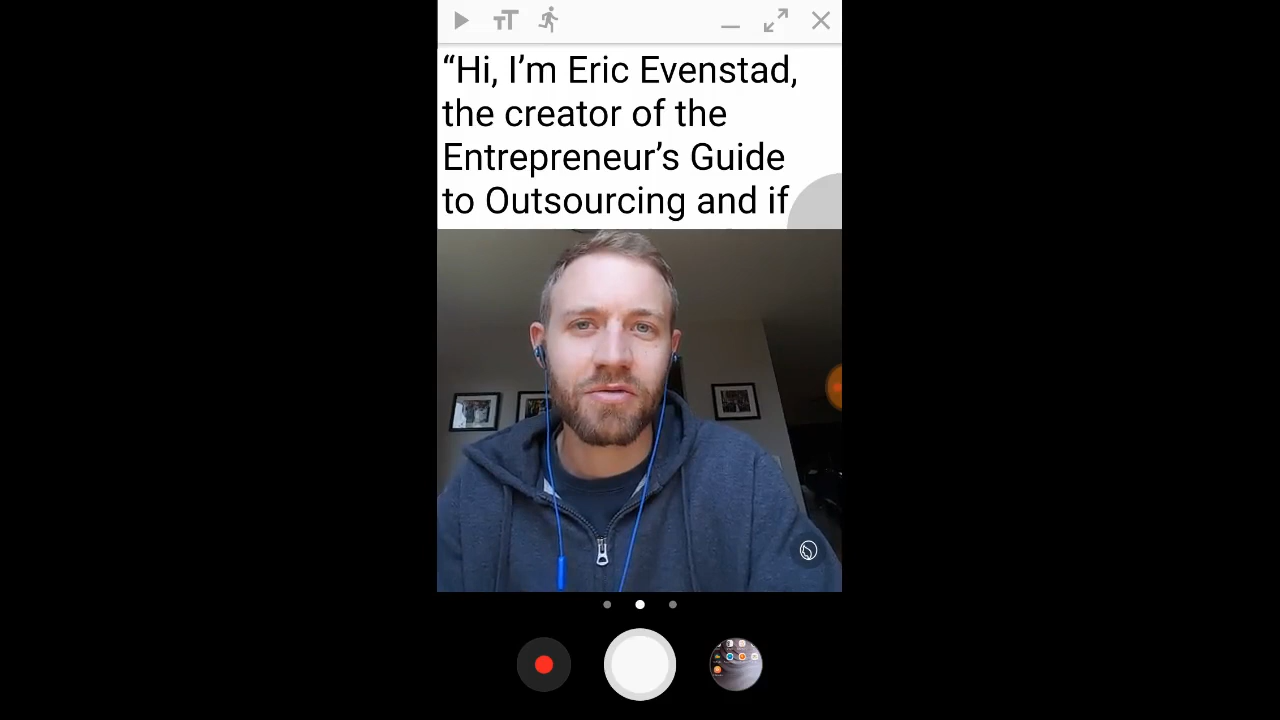 “Hi, I’m Eric Evenstad,
the creator of the
Entrepreneur’s Guide
to Outsourcing and if